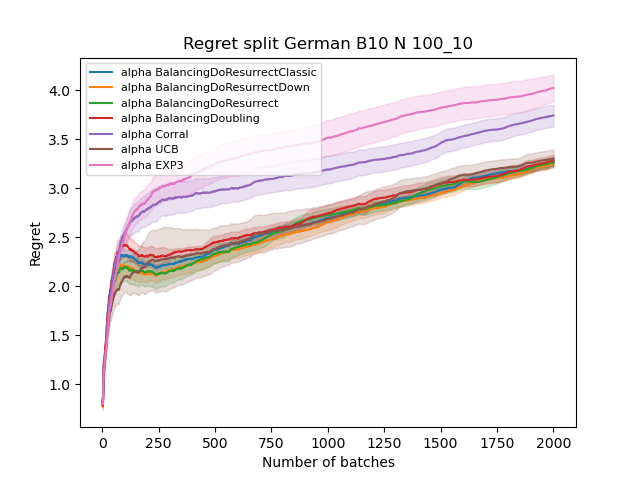 Regret split German B10 N 100_10
alpha BalancingDoResurrectClassic
alpha BalancingDoResurrectDown
alpha BalancingDoResurrect
alpha BalancingDoubling
alpha Corral
alpha UCB
alpha EXP3
4.0
3.5
3.0
2.5
2.0
1.5
1.0
Regret
0 250 500 750 1000 1250 1500 1750 2000
Number of batches